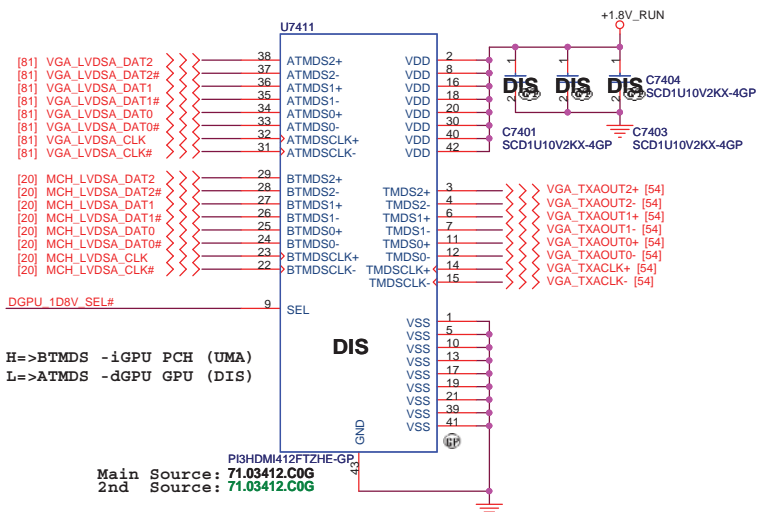 +1.8V_RUN
U7411
[81] VGA_LVDSA_DAT2 38 ATMDS2+ VDD 2
[81] VGA_LVDSA_DAT2# 37 ATMDS2- VDD 8
[81] VGA_LVDSA_DAT1 36 ATMDS1+ VDD 16
[81] VGA_LVDSA_DAT1# 35 ATMDS1- VDD 18
[81] VGA_LVDSA_DAT0 34 ATMDS0+ VDD 20
[81] VGA_LVDSA_DAT0# 33 ATMDS0- VDD 30
[81] VGA_LVDSA_CLK 32 ATMDSCLK+ VDD 40
[81] VGA_LVDSA_CLK# 31 ATMDSCLK- VDD 42
1 1 1
DIS DIS DIS
2 2 2
C7404
SCD1U10V2KX-4GP
C7401 C7403
SCD1U10V2KX-4GP SCD1U10V2KX-4GP
[20] MCH_LVDSA_DAT2 29 BTMDS2+
[20] MCH_LVDSA_DAT2# 28 BTMDS2- TMDS2+ 3 VGA_TXAOUT2+ [54]
[20] MCH_LVDSA_DAT1 27 BTMDS1+ TMDS2- 4 VGA_TXAOUT2- [54]
[20] MCH_LVDSA_DAT1# 26 BTMDS1- TMDS1+ 6 VGA_TXAOUT1+ [54]
[20] MCH_LVDSA_DAT0 25 BTMDS0+ TMDS1- 7 VGA_TXAOUT1- [54]
[20] MCH_LVDSA_DAT0# 24 BTMDS0- TMDS0+ 11 VGA_TXAOUT0+ [54]
[20] MCH_LVDSA_CLK 23 BTMDSCLK+ TMDS0- 12 VGA_TXAOUT0- [54]
[20] MCH_LVDSA_CLK# 22 BTMDSCLK- TMDSCLK+ 14 VGA_TXACLK+ [54]
TMDSCLK- 15 VGA_TXACLK- [54]
DGPU_1D8V_SEL# 9 SEL
VSS 1
VSS 5
VSS 10
VSS 13
VSS 17
VSS 19
VSS 21
VSS 39
VSS 41
DIS
H=>BTMDS -iGPU PCH (UMA)
L=>ATMDS -dGPU GPU (DIS)
GND
GP
43
PI3HDMI412FTZHE-GP
Main Source: 71.03412.C0G
2nd Source: 71.03412.C0G